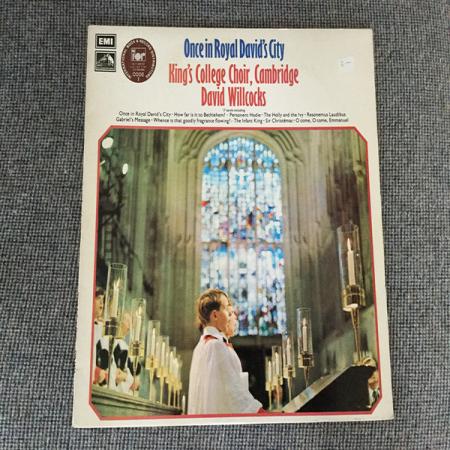 EMI
Once in Royal David's City
King's College Choir, Cambridge
David Willcocks
Once in Royal David's City · How far is it to Bethlehem? · Personent Hodie · The Holly and the Ivy · Resonemus Laudibus
Gabriel's Message · Whence is that goodly fragrance flowing? · The Infant King · Sir Christèmas · O come, O come, Emmanuel